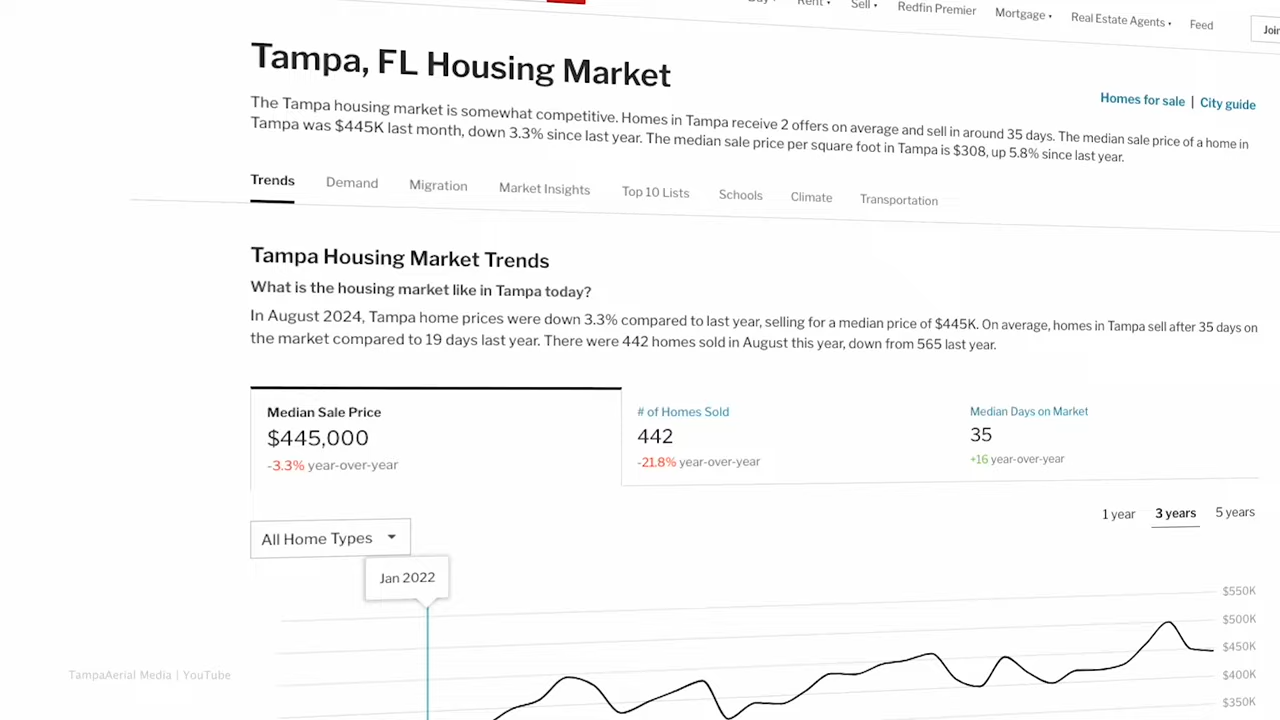 Rent Sell Redfin Premier Mortgage Real Estate Agents Feed
Tampa, FL Housing Market
Homes for sale | City guide
The Tampa housing market is somewhat competitive. Homes in Tampa receive 2 offers on average and sell in around 35 days. The median sale price of a home in
Tampa was $445K last month, down 3.3% since last year. The median sale price per square foot in Tampa is $308, up 5.8% since last year.
Trends Demand Migration Market Insights Top 10 Lists Schools Climate Transportation
Tampa Housing Market Trends
What is the housing market like in Tampa today?
In August 2024, Tampa home prices were down 3.3% compared to last year, selling for a median price of $445K. On average, homes in Tampa sell after 35 days on
the market compared to 19 days last year. There were 442 homes sold in August this year, down from 565 last year.
Median Sale Price
$445,000
-3.3% year-over-year
# of Homes Sold
442
-21.8% year-over-year
Median Days on Market
35
+16 year-over-year
1 year 3 years 5 years
All Home Types
Jan 2022
$550K
$500K
$450K
$400K
$350K
TampaAerial Media | YouTube